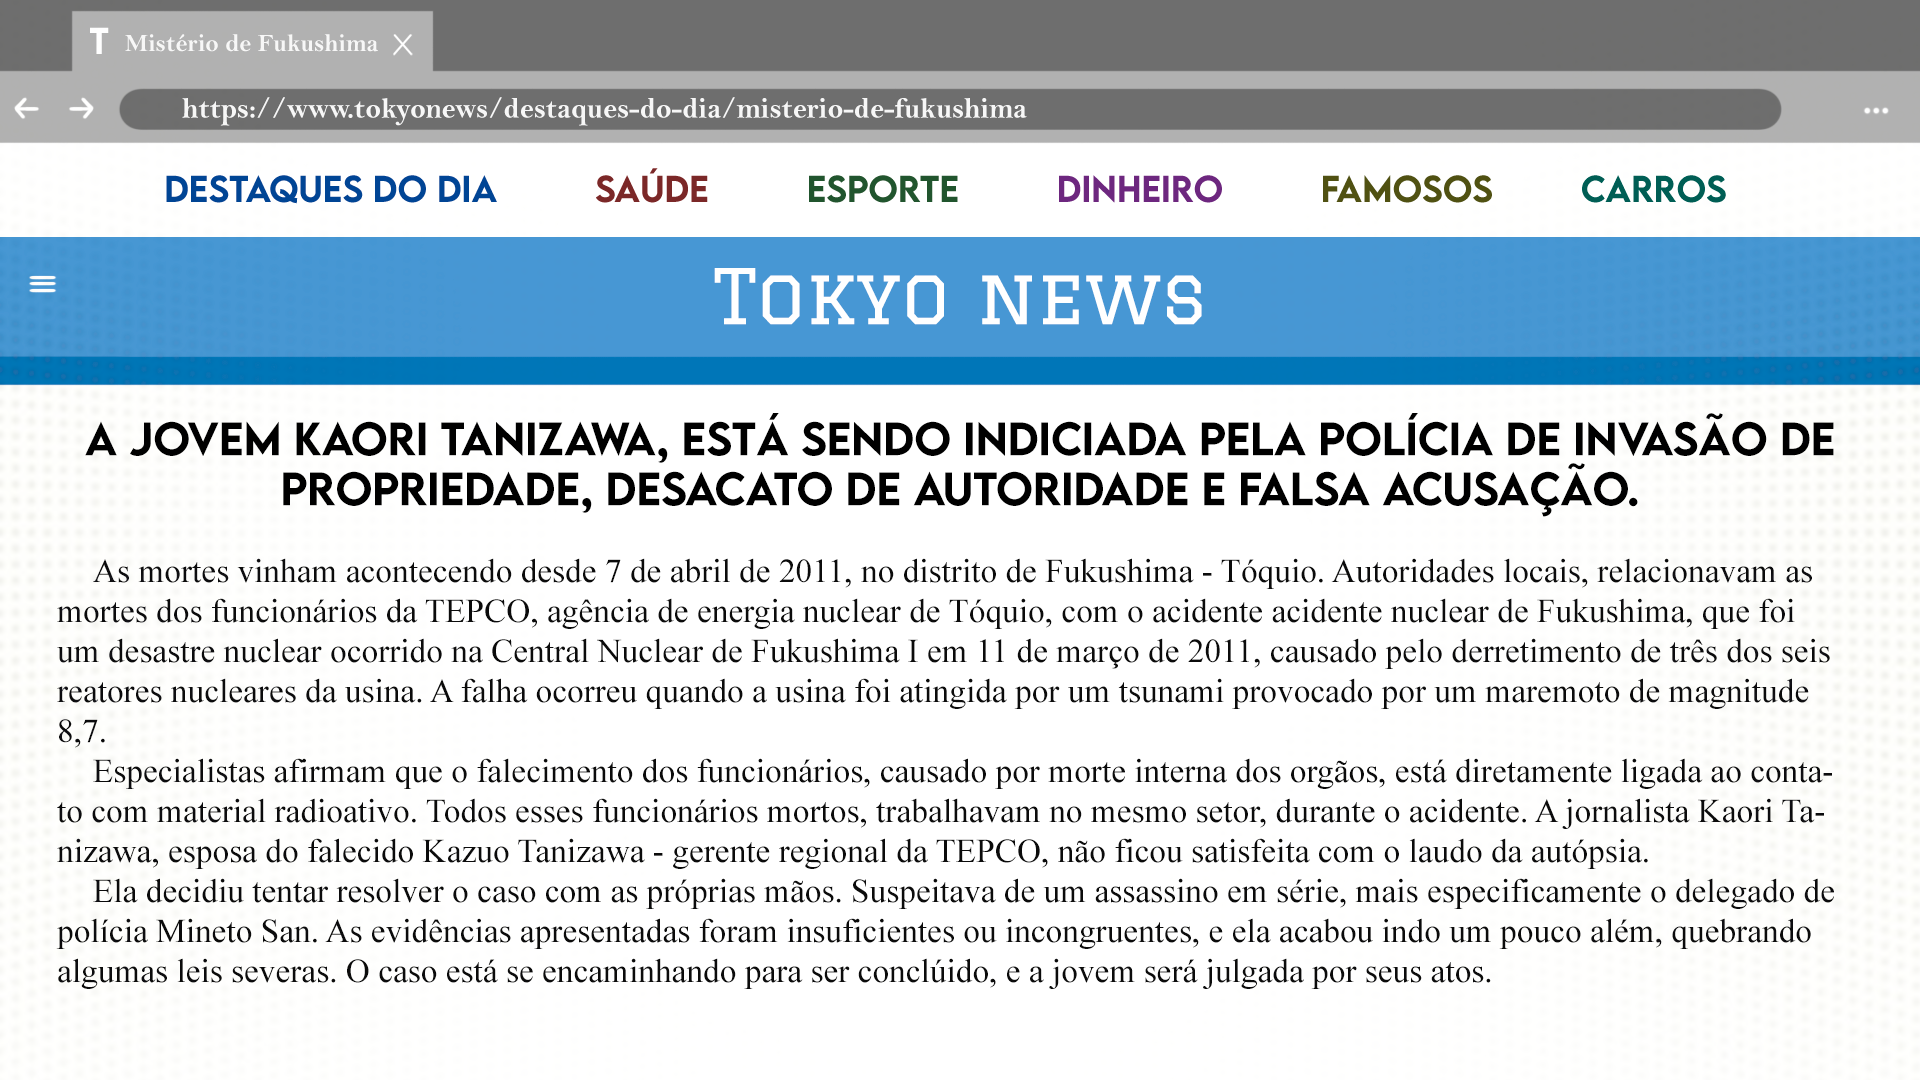 T Mistério de Fukushima
https://www.tokyonews/destaques-do-dia/misterio-de-fukushima
DESTAQUES DO DIA SAÚDE ESPORTE DINHEIRO FAMOSOS CARROS
TOKYO NEWS
A JOVEM KAORI TANIZAWA, ESTÁ SENDO INDICIADA PELA POLÍCIA DE INVASÃO DE
PROPRIEDADE, DESACATO DE AUTORIDADE E FALSA ACUSAÇÃO.
As mortes vinham acontecendo desde 7 de abril de 2011, no distrito de Fukushima - Tóquio. Autoridades locais, relacionavam as
mortes dos funcionários da TEPCO, agência de energia nuclear de Tóquio, com o acidente acidente nuclear de Fukushima, que foi
um desastre nuclear ocorrido na Central Nuclear de Fukushima I em 11 de março de 2011, causado pelo derretimento de três dos seis
reatores nucleares da usina. A falha ocorreu quando a usina foi atingida por um tsunami provocado por um maremoto de magnitude
8,7.
Especialistas afirmam que o falecimento dos funcionários, causado por morte interna dos orgãos, está diretamente ligada ao conta-
to com material radioativo. Todos esses funcionários mortos, trabalhavam no mesmo setor, durante o acidente. A jornalista Kaori Ta-
nizawa, esposa do falecido Kazuo Tanizawa - gerente regional da TEPCO, não ficou satisfeita com o laudo da autópsia.
Ela decidiu tentar resolver o caso com as próprias mãos. Suspeitava de um assassino em série, mais especificamente o delegado de
polícia Mineto San. As evidências apresentadas foram insuficientes ou incongruentes, e ela acabou indo um pouco além, quebrando
algumas leis severas. O caso está se encaminhando para ser conclúido, e a jovem será julgada por seus atos.